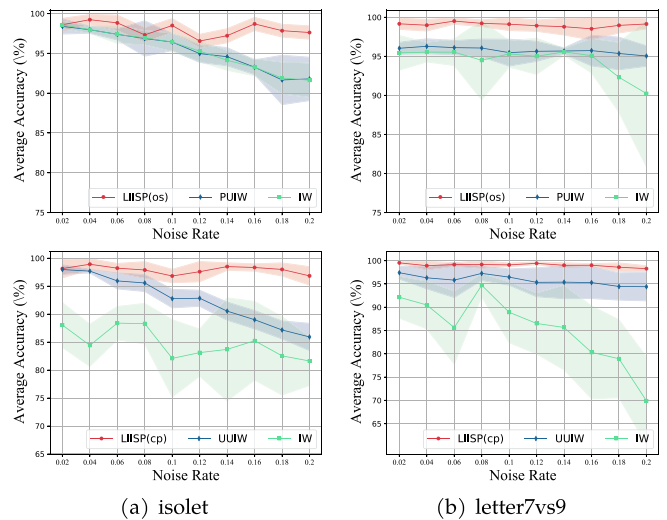 100
95
90
85
80
75
0.02 0.04 0.06 0.08 0.1 0.12 0.14 0.16 0.18 0.2
Average Accuracy (\%)
Noise Rate
LIISP(os) PUIW IW
100
95
90
85
80
75
0.02 0.04 0.06 0.08 0.1 0.12 0.14 0.16 0.18 0.2
Average Accuracy (\%)
Noise Rate
LIISP(os) PUIW IW
100
95
90
85
80
75
70
65
0.02 0.04 0.06 0.08 0.1 0.12 0.14 0.16 0.18 0.2
Average Accuracy (\%)
Noise Rate
LIISP(cp) UUIW IW
100
95
90
85
80
75
70
65
0.02 0.04 0.06 0.08 0.1 0.12 0.14 0.16 0.18 0.2
Average Accuracy (\%)
Noise Rate
LIISP(cp) UUIW IW
(a) isolet
(b) letter7vs9